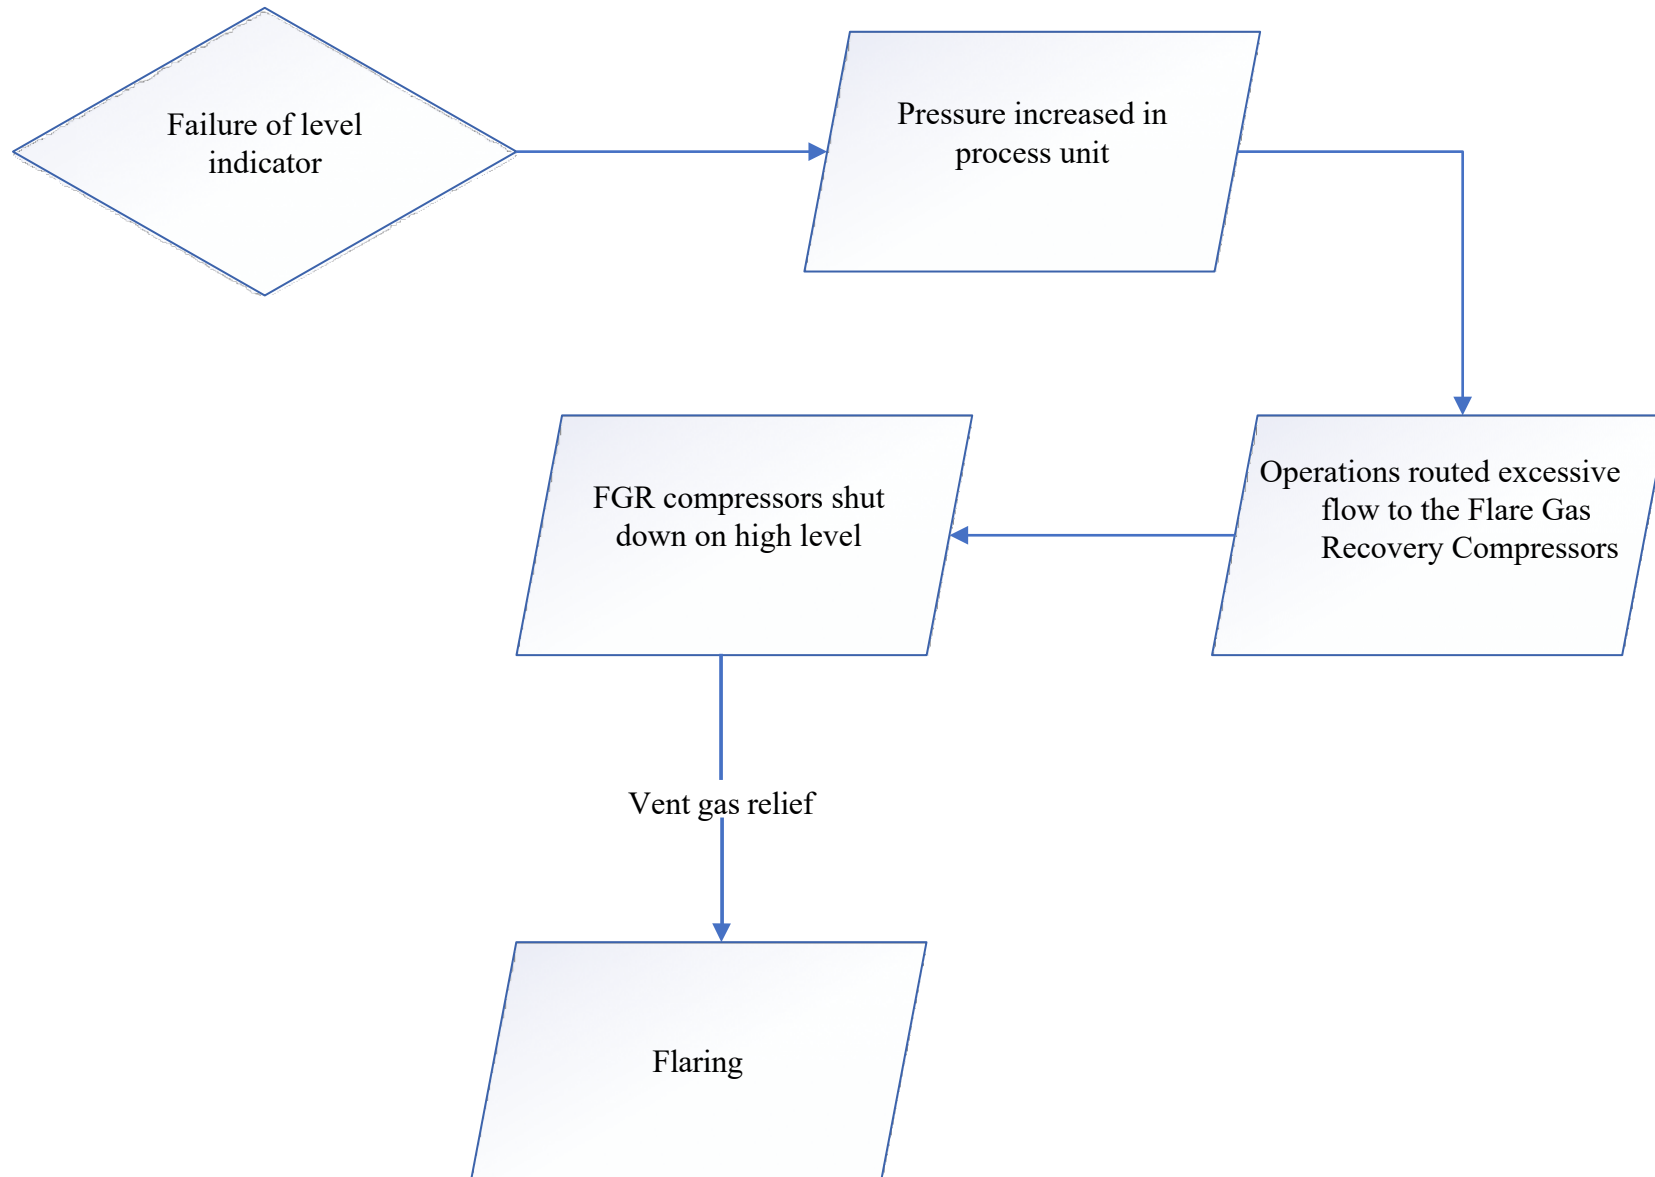 Failure of level
indicator
Pressure increased in
process unit
Operations routed excessive
flow to the Flare Gas
Recovery Compressors
FGR compressors shut
down on high level
Vent gas relief
Flaring